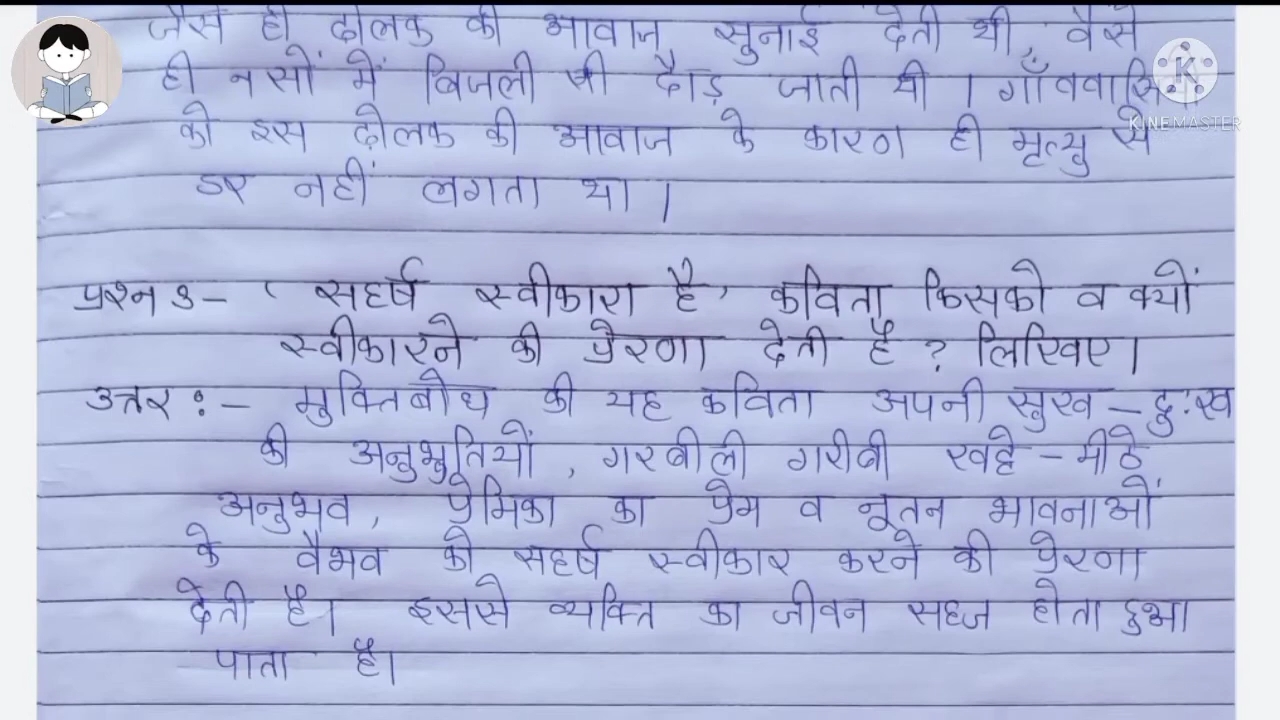 जैसे ही ढोलक की आवाज सुनाई देती थी, वैसे
ही नसों में बिजली सी दौड़ जाती थी । गाँववासियों
को इस ढोलक की आवाज के कारण ही मृत्यु से
डर नहीं लगता था ।
प्रश्न 3- ' सहर्ष स्वीकारा है ' कविता किसको व क्यों
स्वीकारने की प्रेरणा देती है ? लिखिए।
उत्तर :- मुक्तिबोध की यह कविता अपनी सुख - दुःख
की अनुभूतियों , गरबीली गरीबी खट्टे - मीठे
अनुभव , प्रेमिका का प्रेम व नूतन भावनाओं
के वैभव को सहर्ष स्वीकार करने की प्रेरणा
देती है। इससे व्यक्ति का जीवन सहज होता हुआ
पाता है।
K
KINEMASTER